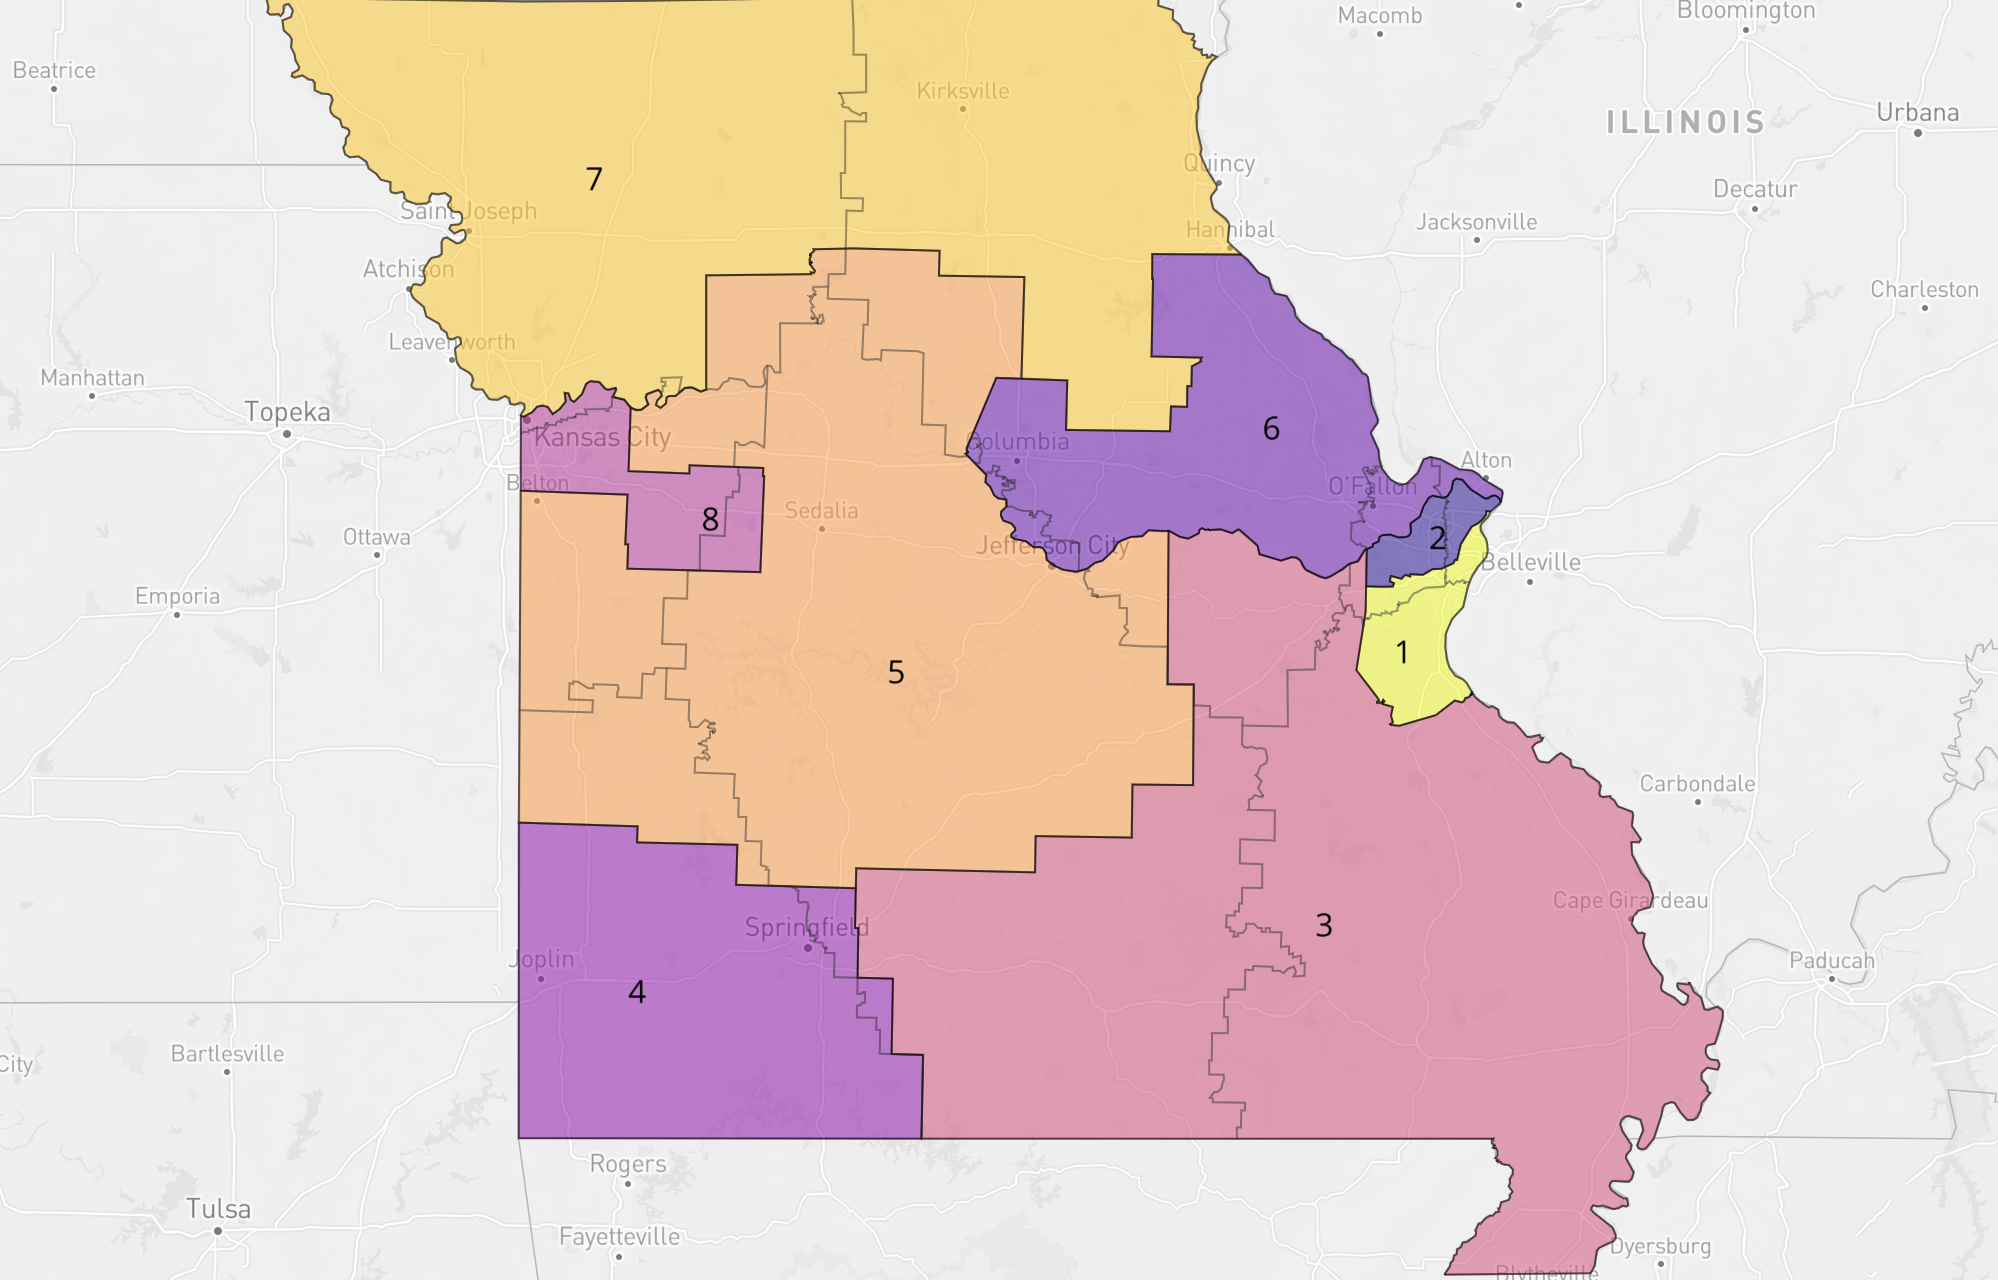 Macomb
Bloomington
Beatrice
Kirksville
Urbana
ILLINOIS
Quincy
7
Decatur
Saint Joseph
Jacksonville
Hannibal
Atchison
Charleston
Leavenworth
Manhattan
Topeka
6
Kansas City
Columbia
Alton
Belton
O'Fallon
Sedalia
8
Ottawa
2
Jefferson City
Belleville
Emporia
1
5
Carbondale
Cape Girardeau
3
Springfield
Joplin
Paducah
4
Bartlesville
City
Rogers
Tulsa
Fayetteville
Dyersburg
Blytheville